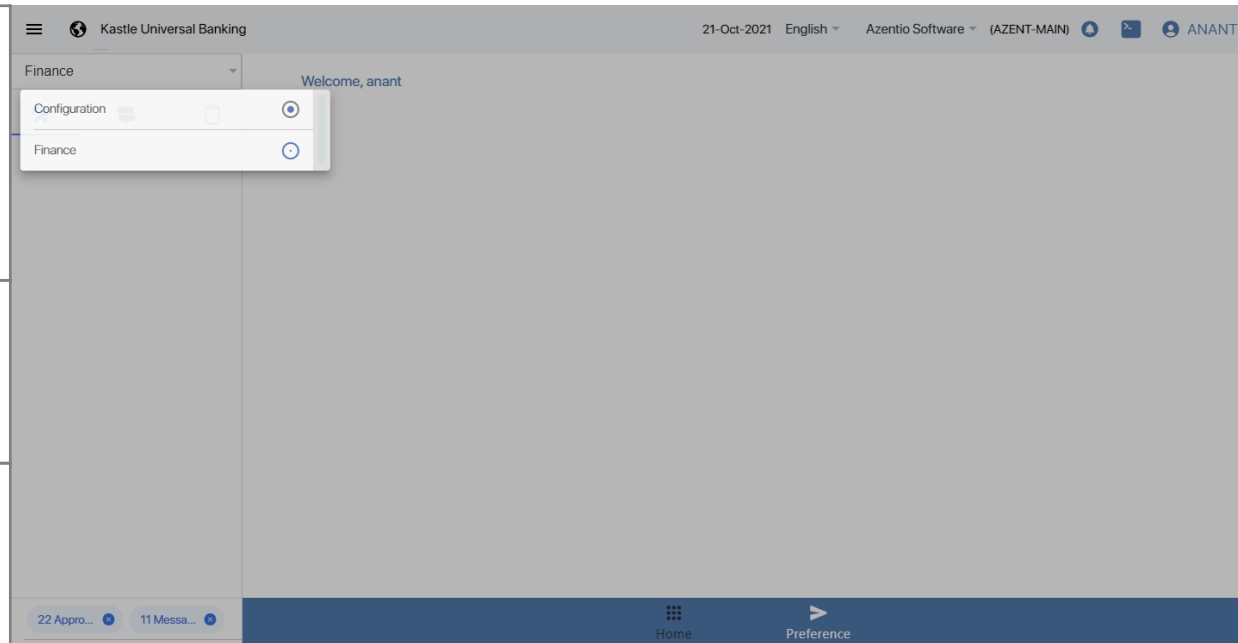 Kastle Universal Banking 21-Oct-2021 English Azentio Software (AZENT-MAIN) ANANT
Finance
Welcome, anant
Configuration
Finance
22 Appro... 11 Messa...
Home Preference